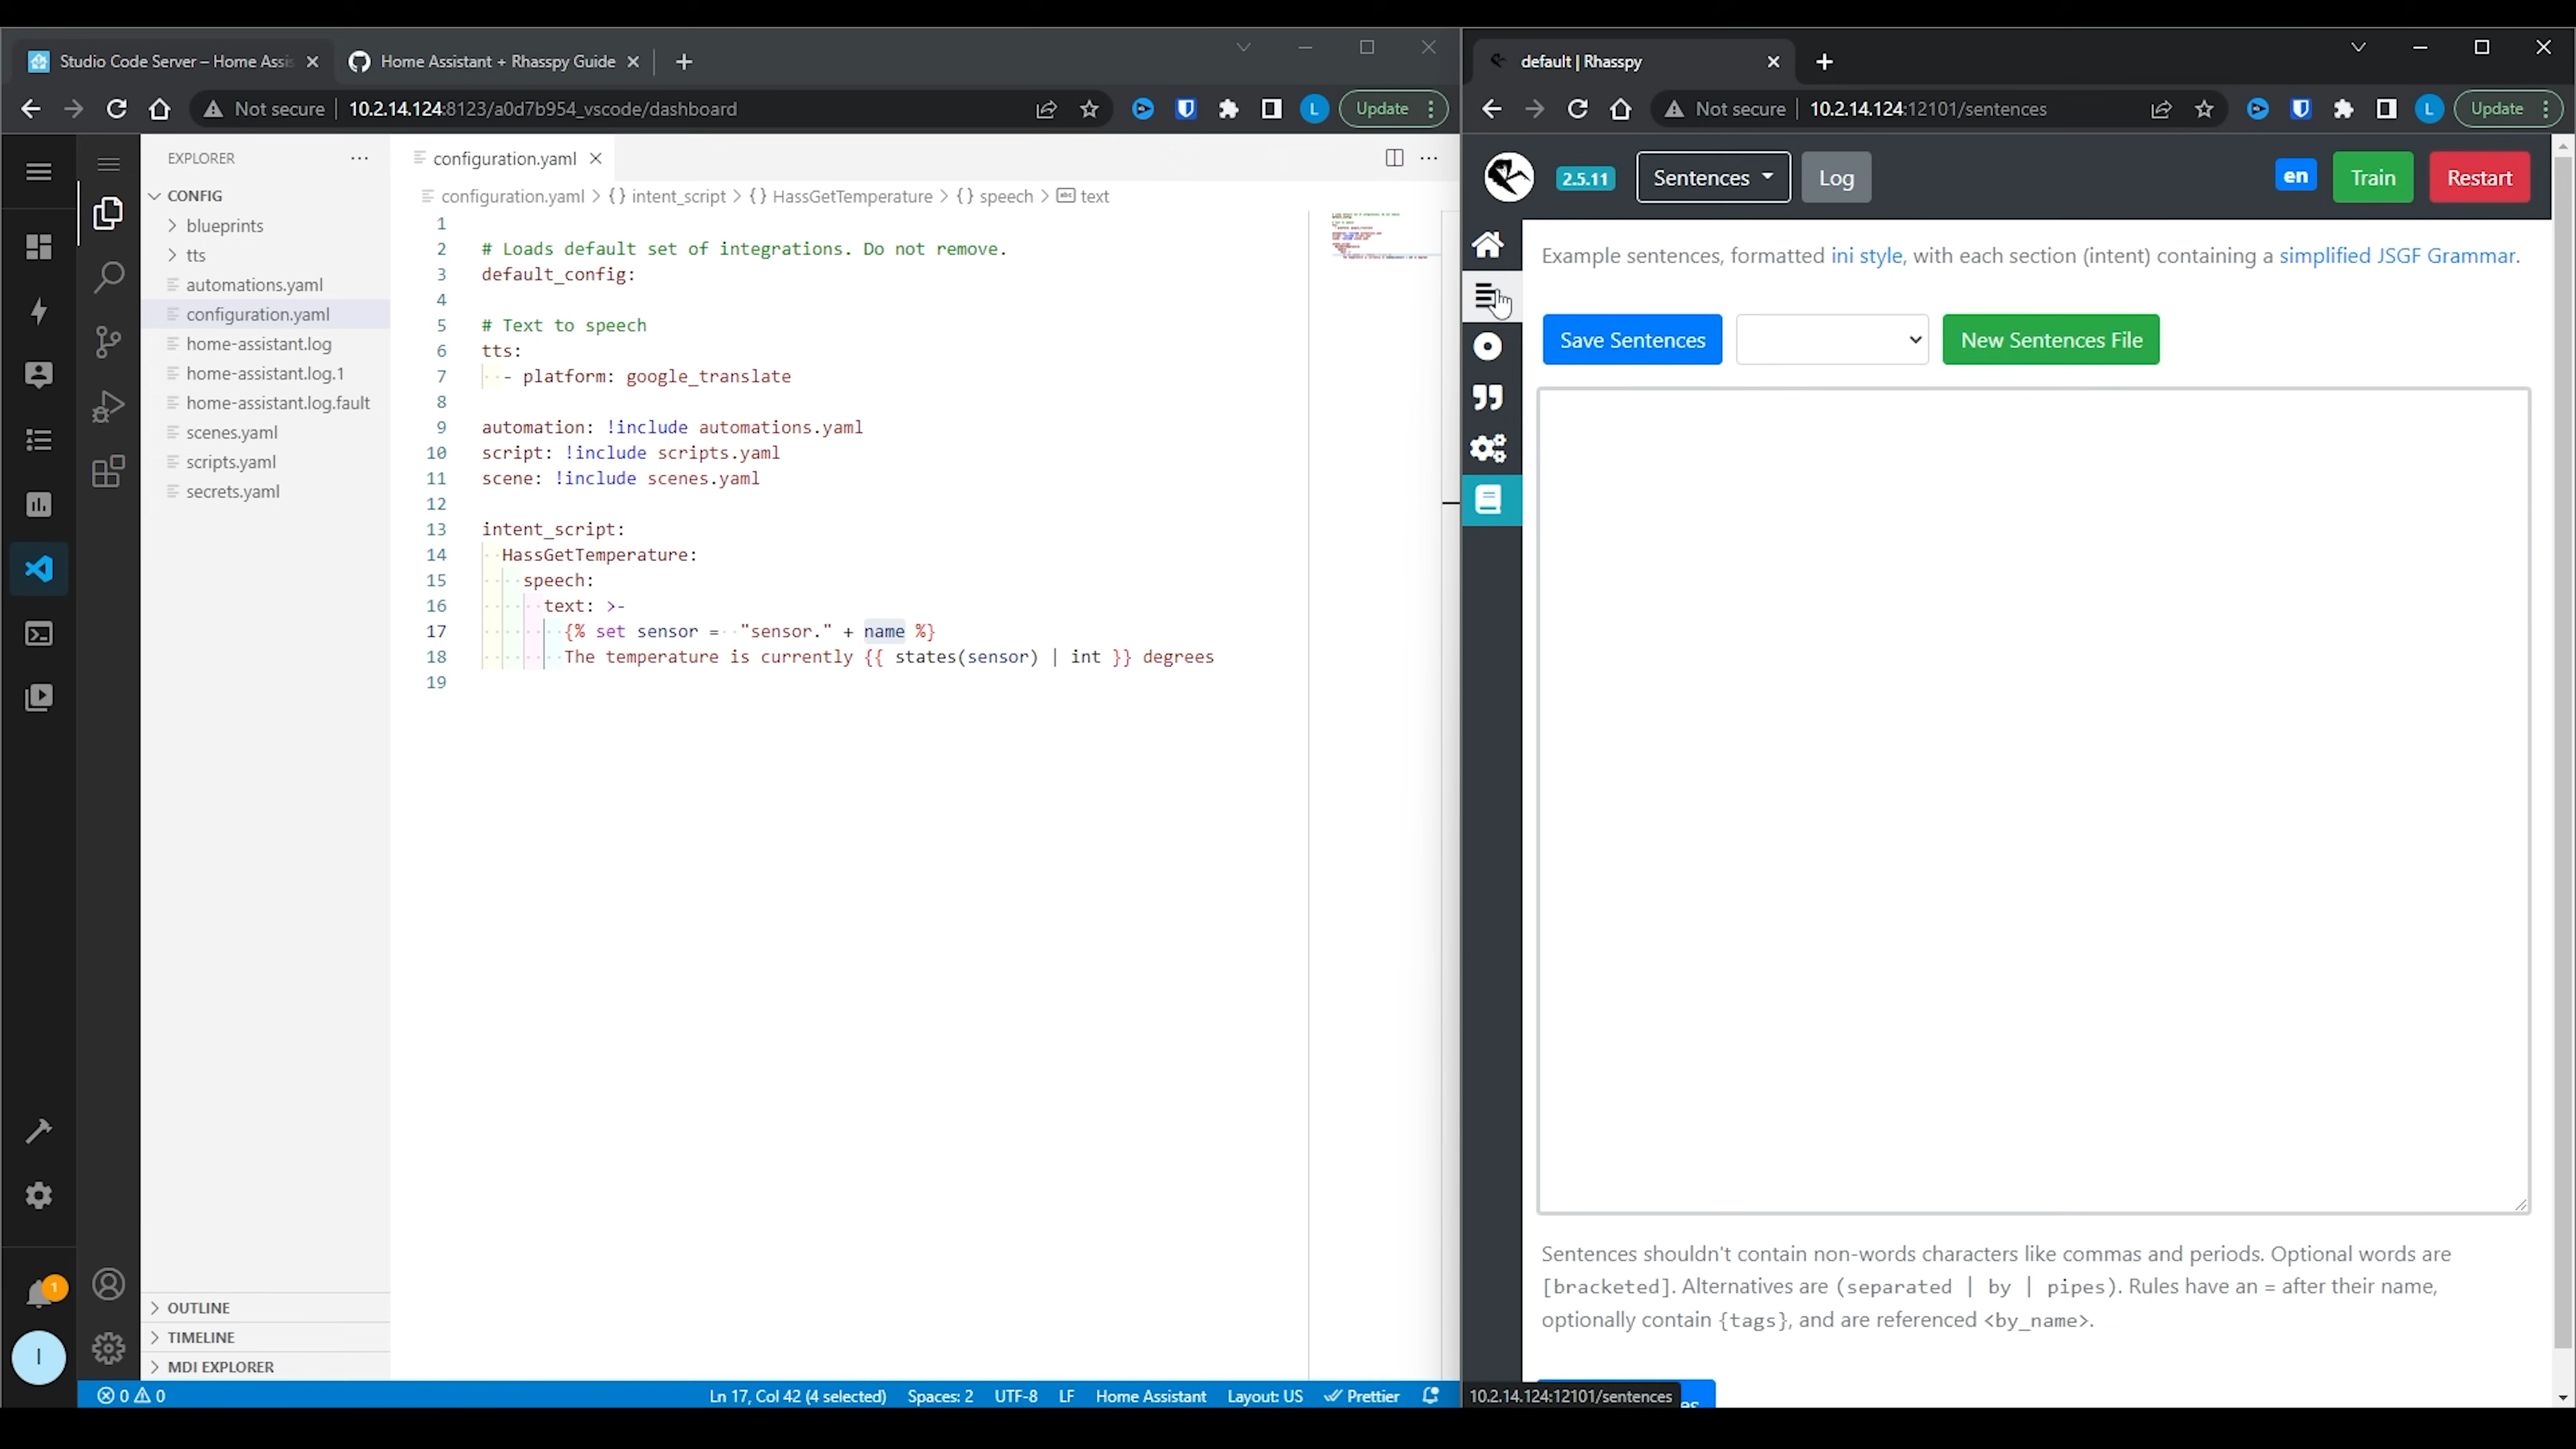 Studio Code Server – Home Assis
Home Assistant + Rhasspy Guide
Not secure
10.2.14.124:8123/a0d7b954_vscode/dashboard
L
Update
EXPLORER
CONFIG
blueprints
tts
automations.yaml
configuration.yaml
home-assistant.log
home-assistant.log.1
home-assistant.log.fault
scenes.yaml
scripts.yaml
secrets.yaml
1
OUTLINE
TIMELINE
MDI EXPLORER
I
configuration.yaml
configuration.yaml > {} intent_script > {} HassGetTemperature > {} speech > abc text
1
2 # Loads default set of integrations. Do not remove.
3 default_config:
4
5 # Text to speech
6 tts:
7 - platform: google_translate
8
9 automation: !include automations.yaml
10 script: !include scripts.yaml
11 scene: !include scenes.yaml
12
13 intent_script:
14 HassGetTemperature:
15 speech:
16 text: >-
17 {% set sensor = "sensor." + name %}
18 The temperature is currently {{ states(sensor) | int }} degrees
19
0 0
Ln 17, Col 42 (4 selected)
Spaces: 2
UTF-8
LF
Home Assistant
Layout: US
Prettier
default | Rhasspy
Not secure
10.2.14.124:12101/sentences
L
Update
2.5.11
Sentences
Log
en
Train
Restart
Example sentences, formatted ini style, with each section (intent) containing a simplified JSGF Grammar.
Save Sentences
New Sentences File
Sentences shouldn't contain non-words characters like commas and periods. Optional words are
[bracketed]. Alternatives are (separated | by | pipes). Rules have an = after their name,
optionally contain {tags}, and are referenced <by_name>.
10.2.14.124:12101/sentences